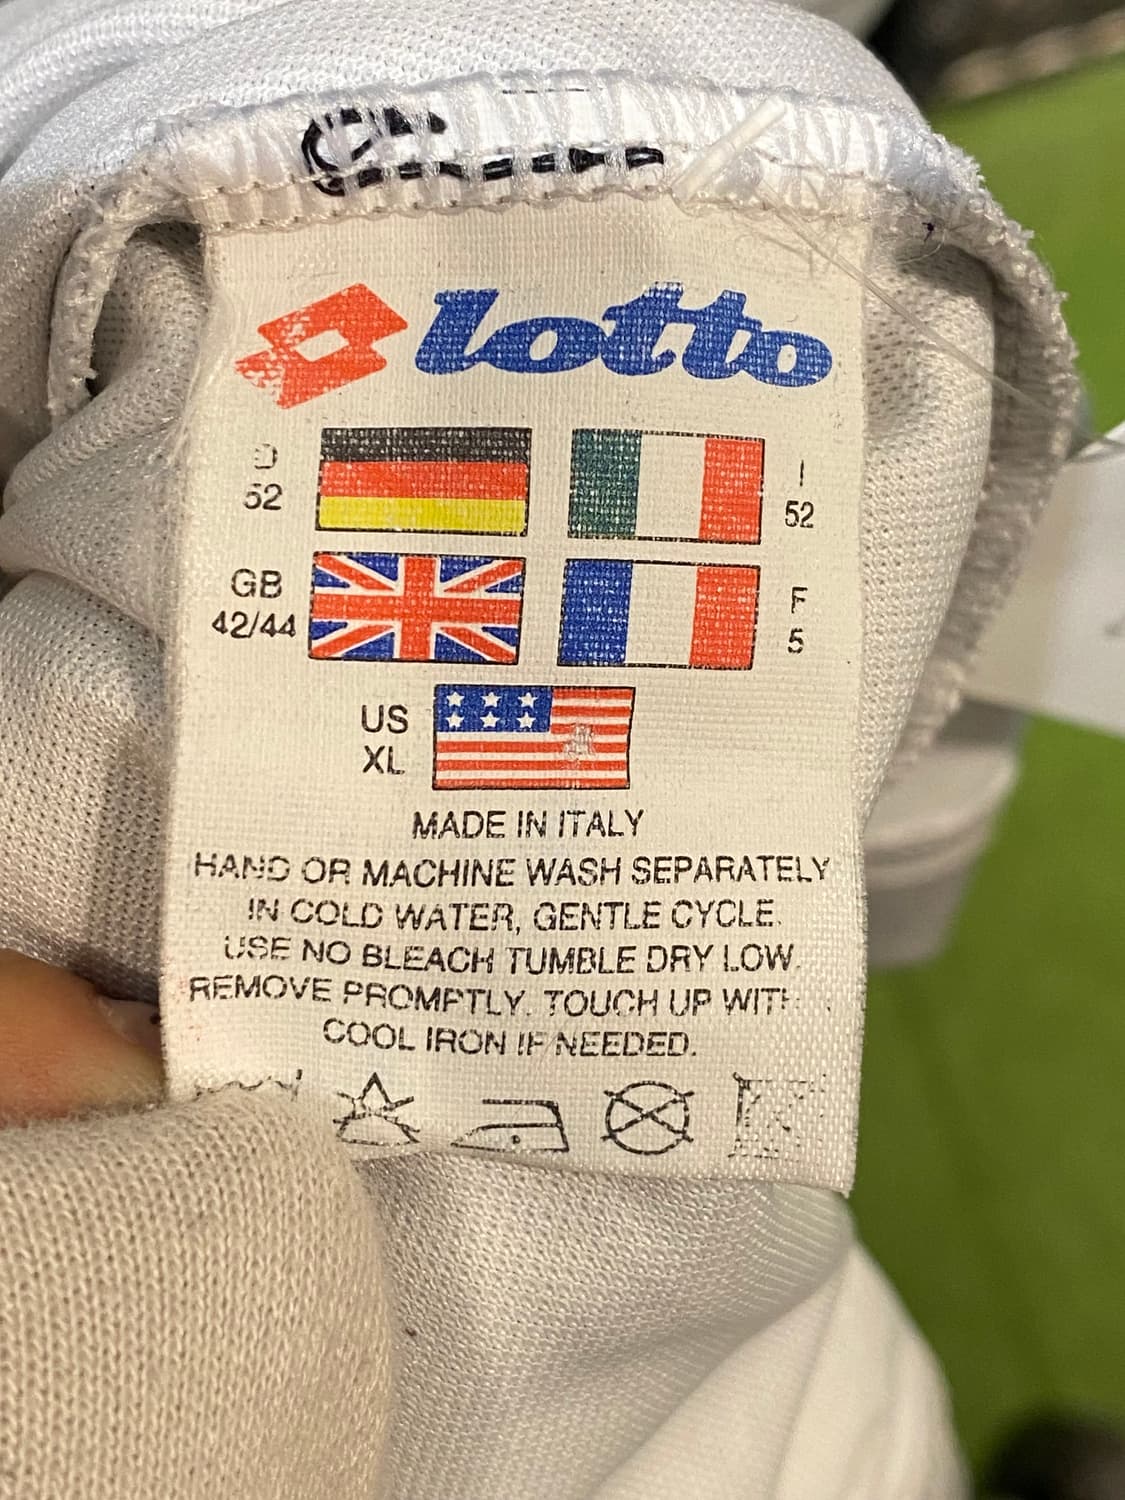 lotto
D
52
I
52
GB
42/44
F
5
US
XL
MADE IN ITALY
HAND OR MACHINE WASH SEPARATELY
IN COLD WATER, GENTLE CYCLE.
USE NO BLEACH TUMBLE DRY LOW.
REMOVE PROMPTLY. TOUCH UP WITH
COOL IRON IF NEEDED.